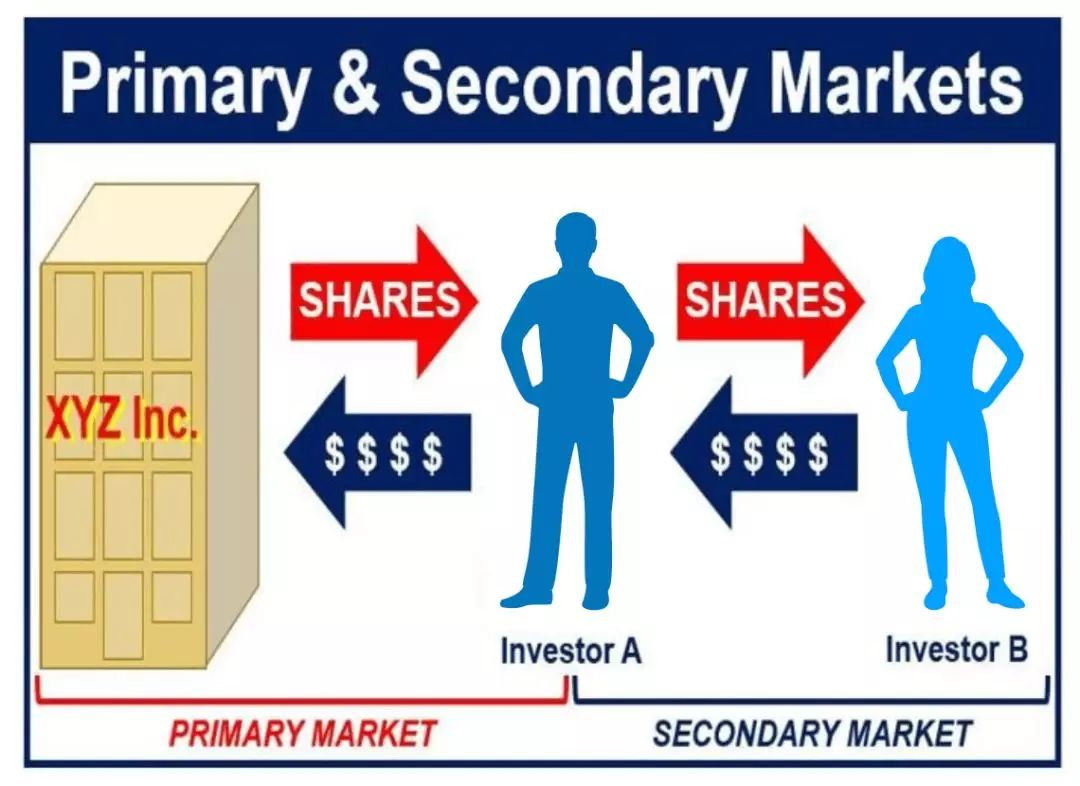 Primary & Secondary Markets
SHARES
SHARES
XYZ Inc.
$ $ $ $
$ $ $ $
Investor A
Investor B
PRIMARY MARKET
SECONDARY MARKET